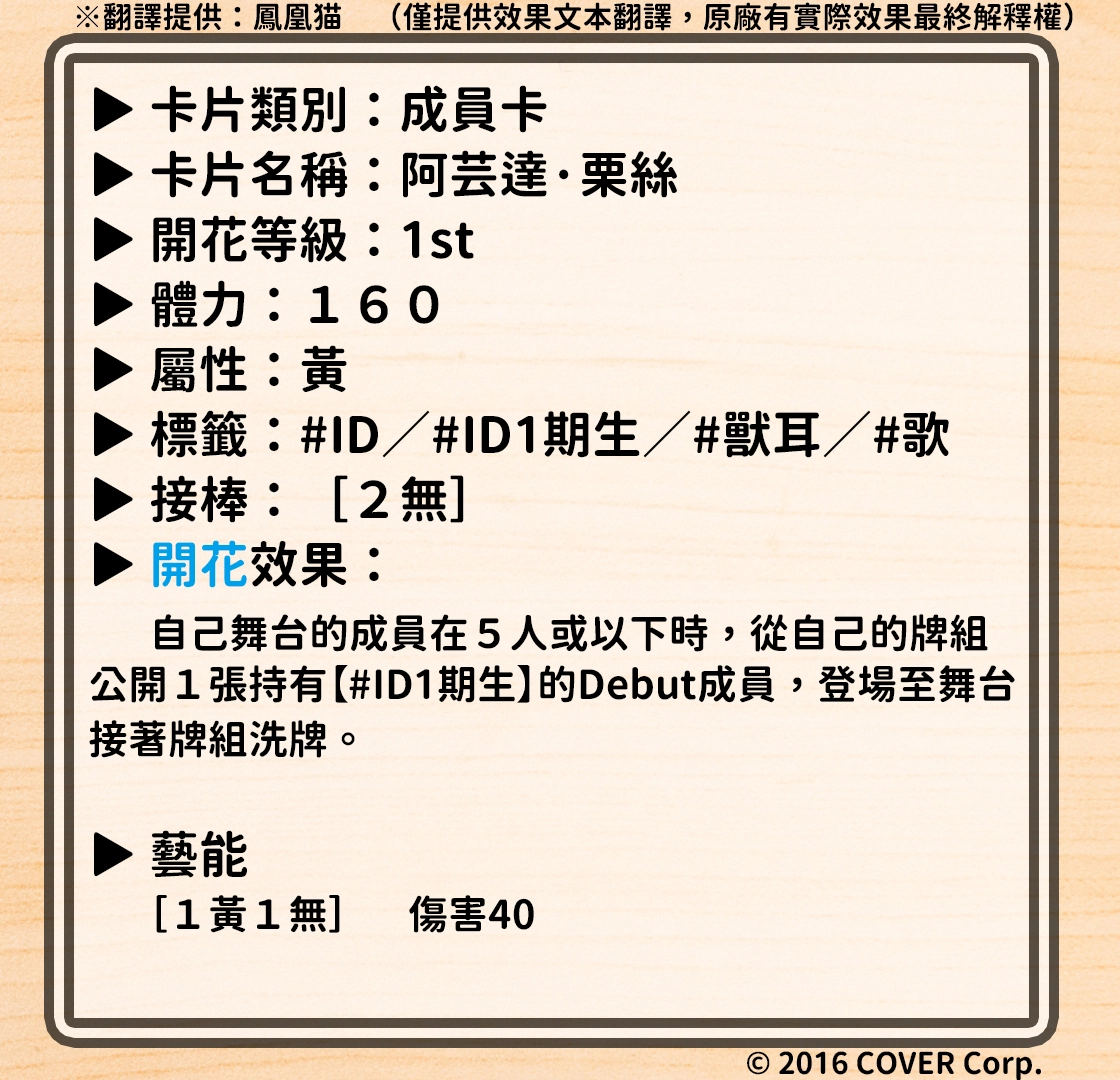 ※翻譯提供：鳳凰猫　（僅提供效果文本翻譯，原廠有實際效果最終解釋權）
▶ 卡片類別：成員卡
▶ 卡片名稱：阿芸達·栗絲
▶ 開花等級：1st
▶ 體力：１６０
▶ 屬性：黃
▶ 標籤：#ID／#ID1期生／#獸耳／#歌
▶ 接棒：［２無］
▶ 開花效果：
自己舞台的成員在５人或以下時，從自己的牌組
公開１張持有【#ID1期生】的Debut成員，登場至舞台
接著牌組洗牌。
▶ 藝能
［１黃１無］　傷害40
© 2016 COVER Corp.